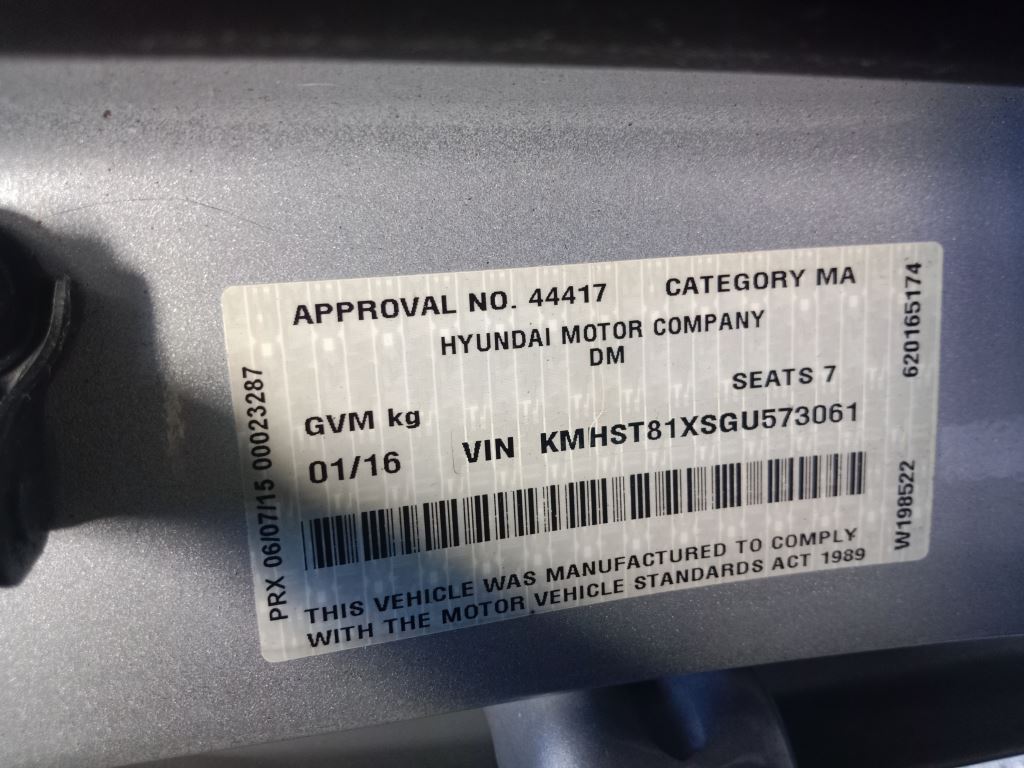 APPROVAL NO. 44417 CATEGORY MA
HYUNDAI MOTOR COMPANY
DM
SEATS 7
GVM kg
01/16 VIN KMHST81XSGU573061
THIS VEHICLE WAS MANUFACTURED TO COMPLY
WITH THE MOTOR VEHICLE STANDARDS ACT 1989
PRX 06/07/15 00023287
620165174
W198522